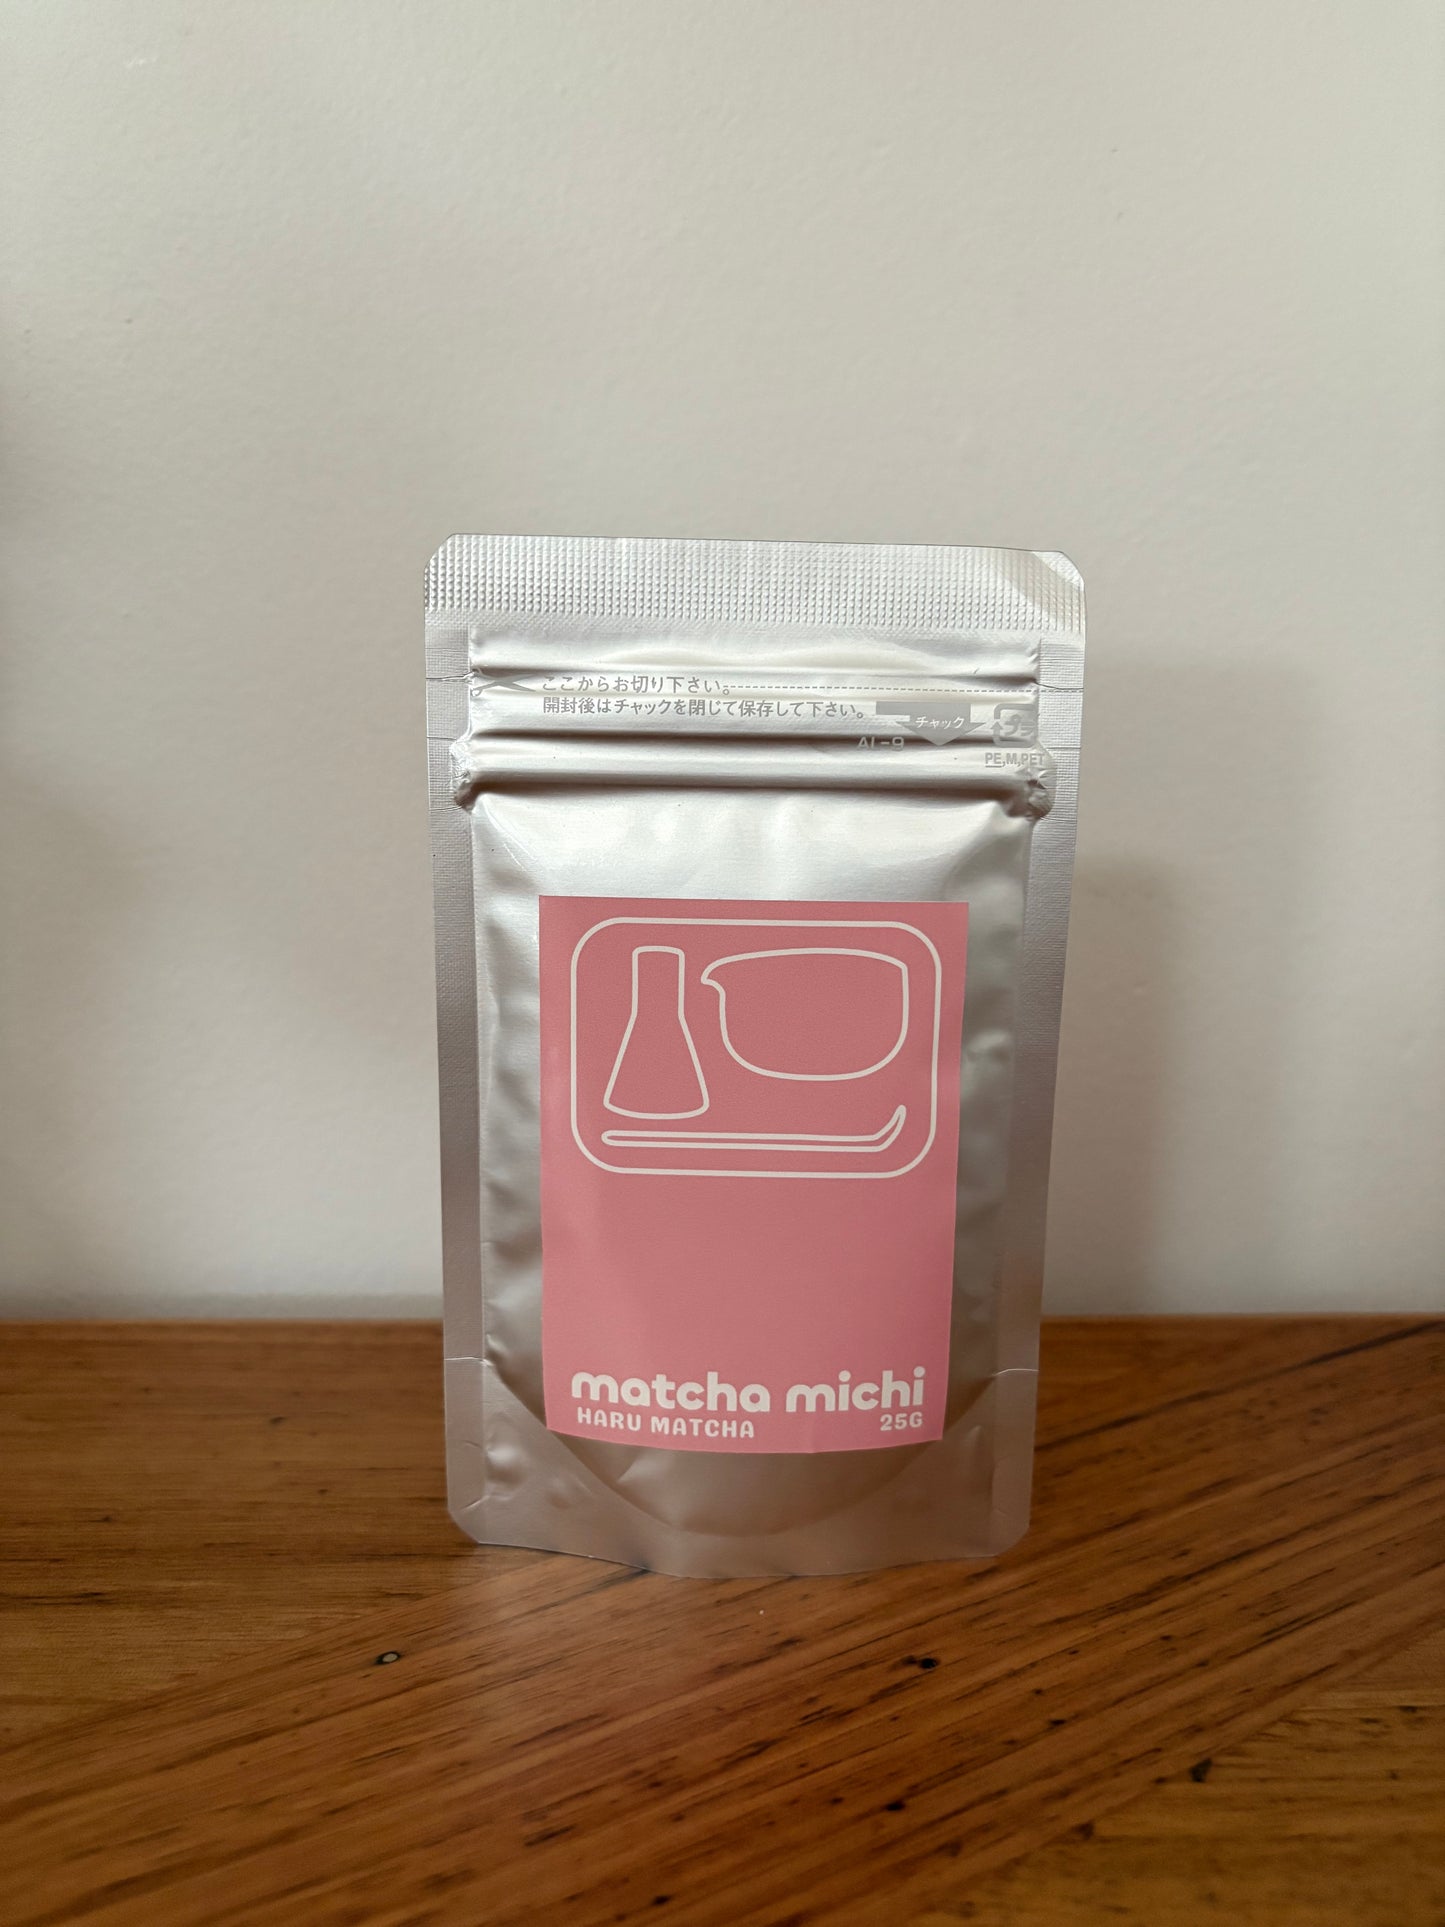 ここからお切り下さい。
開封後はチャックを閉じて保存して下さい。
チャック
AL-9
プラ
PE,M,PET
matcha michi
HARU MATCHA 25G